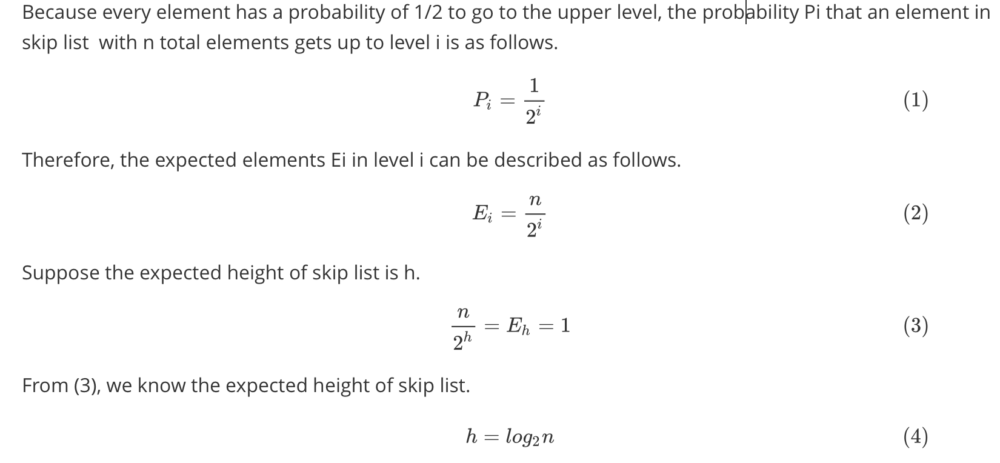 Because every element has a probability of 1/2 to go to the upper level, the probability Pi that an element in
skip list with n total elements gets up to level i is as follows.
P_i = \frac{1}{2^i} (1)
Therefore, the expected elements Ei in level i can be described as follows.
E_i = \frac{n}{2^i} (2)
Suppose the expected height of skip list is h.
\frac{n}{2^h} = E_h = 1 (3)
From (3), we know the expected height of skip list.
h = log_2 n (4)